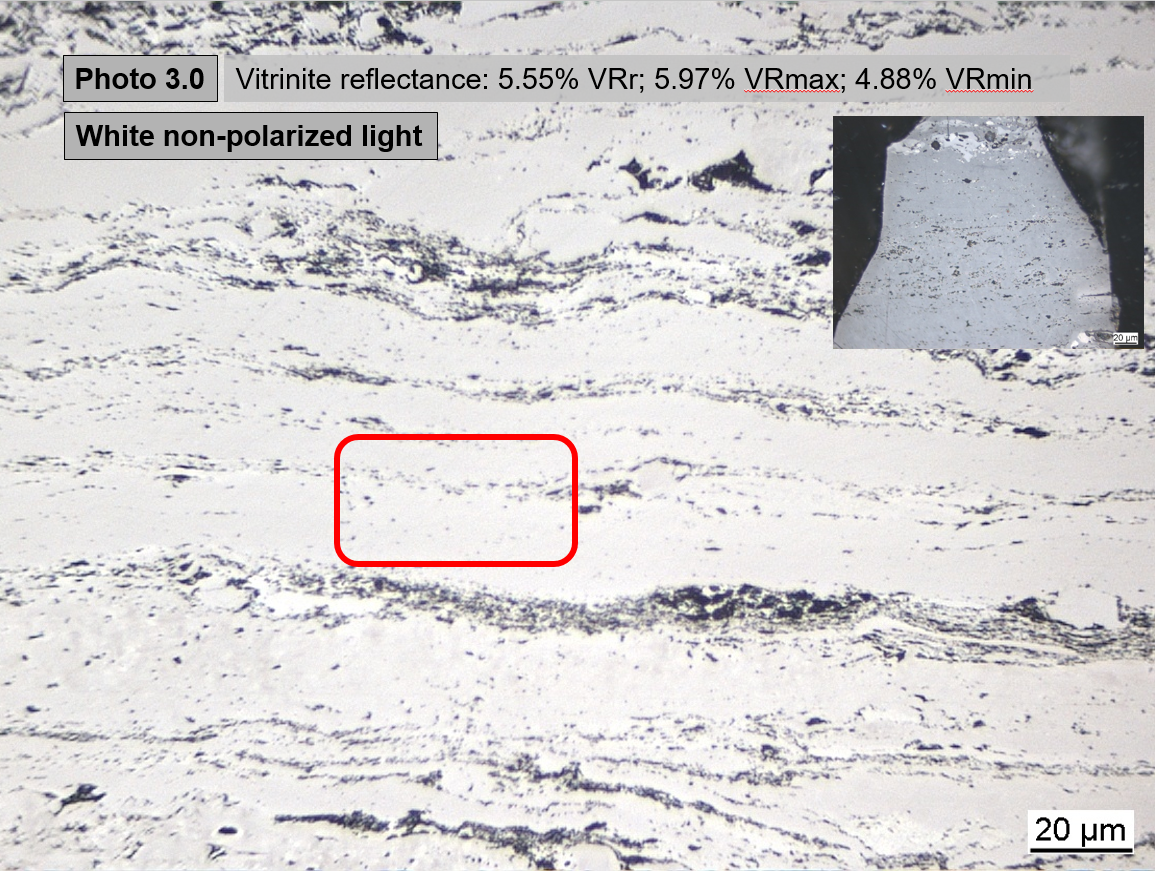 Photo 3.0 Vitrinite reflectance: 5.55% VRr; 5.97% VRmax; 4.88% VRmin
White non-polarized light
20 µm
20 µm